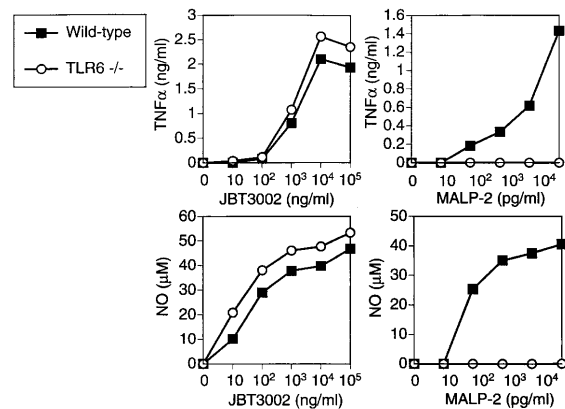 Wild-type
TLR6 -/-
TNFα (ng/ml)
3
2.5
2
1.5
1
0.5
0
0 10 10² 10³ 10⁴ 10⁵
JBT3002 (ng/ml)
TNFα (ng/ml)
1.6
1.4
1.2
1.0
0.8
0.6
0.4
0.2
0
0 10 10² 10³ 10⁴
MALP-2 (pg/ml)
NO (μM)
60
50
40
30
20
10
0
0 10 10² 10³ 10⁴ 10⁵
JBT3002 (ng/ml)
NO (μM)
50
40
30
20
10
0
0 10 10² 10³ 10⁴
MALP-2 (pg/ml)